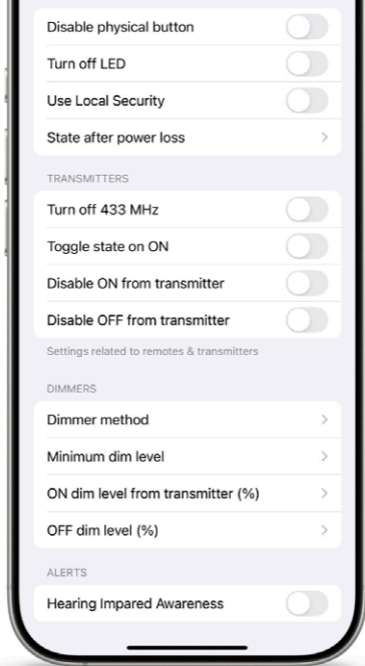 Disable physical button
Turn off LED
Use Local Security
State after power loss
TRANSMITTERS
Turn off 433 MHz
Toggle state on ON
Disable ON from transmitter
Disable OFF from transmitter
Settings related to remotes & transmitters
DIMMERS
Dimmer method
Minimum dim level
ON dim level from transmitter (%)
OFF dim level (%)
ALERTS
Hearing Impared Awareness